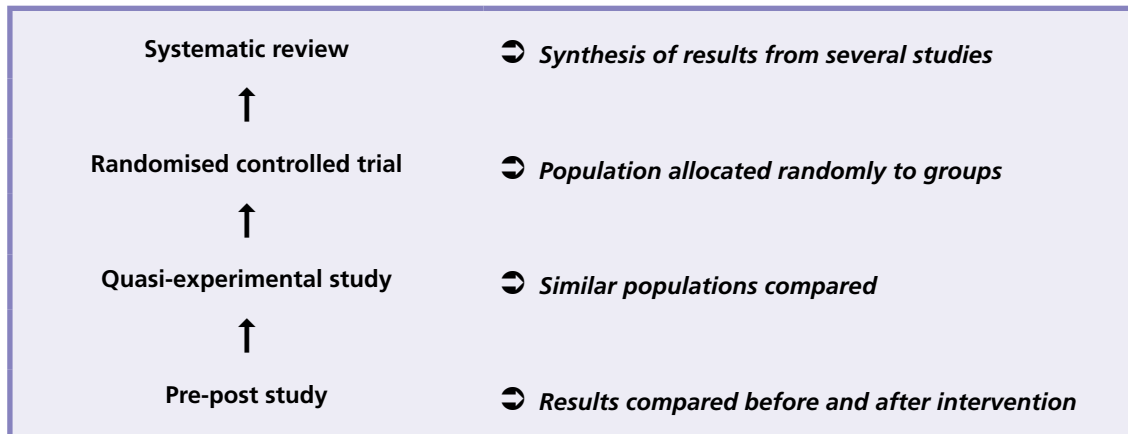 Systematic review ➲ Synthesis of results from several studies
↑
Randomised controlled trial ➲ Population allocated randomly to groups
↑
Quasi-experimental study ➲ Similar populations compared
↑
Pre-post study ➲ Results compared before and after intervention